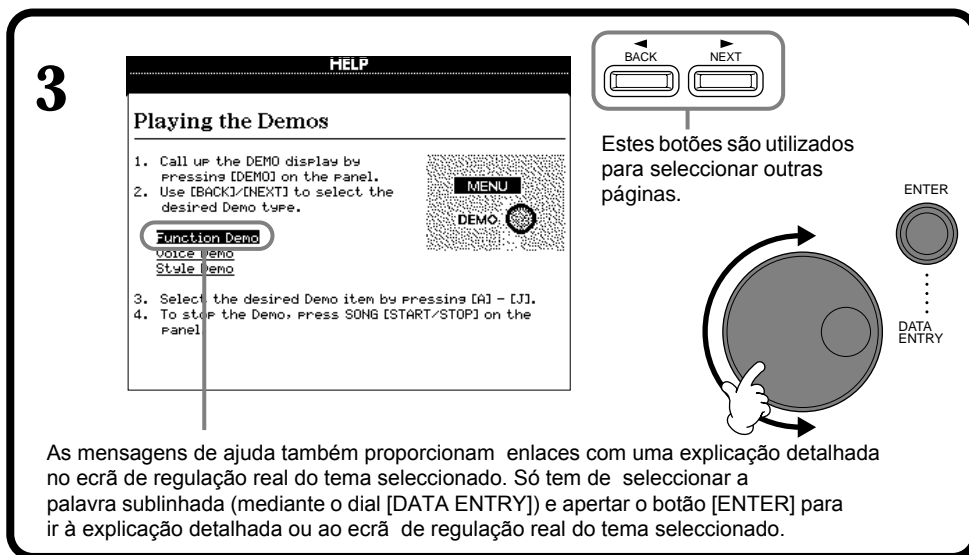 3
HELP
Playing the Demos
1. Call up the DEMO display by
pressing [DEMO] on the panel.
2. Use [BACK]/[NEXT] to select the
desired Demo type.
Function Demo
Voice Demo
Style Demo
3. Select the desired Demo item by pressing [A] - [J].
4. To stop the Demo, press SONG [START/STOP] on the
panel
MENU
DEMO
BACK NEXT
Estes botões são utilizados
para seleccionar outras
páginas.
ENTER
DATA
ENTRY
As mensagens de ajuda também proporcionam enlaces com uma explicação detalhada
no ecrã de regulação real do tema seleccionado. Só tem de seleccionar a
palavra sublinhada (mediante o dial [DATA ENTRY]) e apertar o botão [ENTER] para
ir à explicação detalhada ou ao ecrã de regulação real do tema seleccionado.